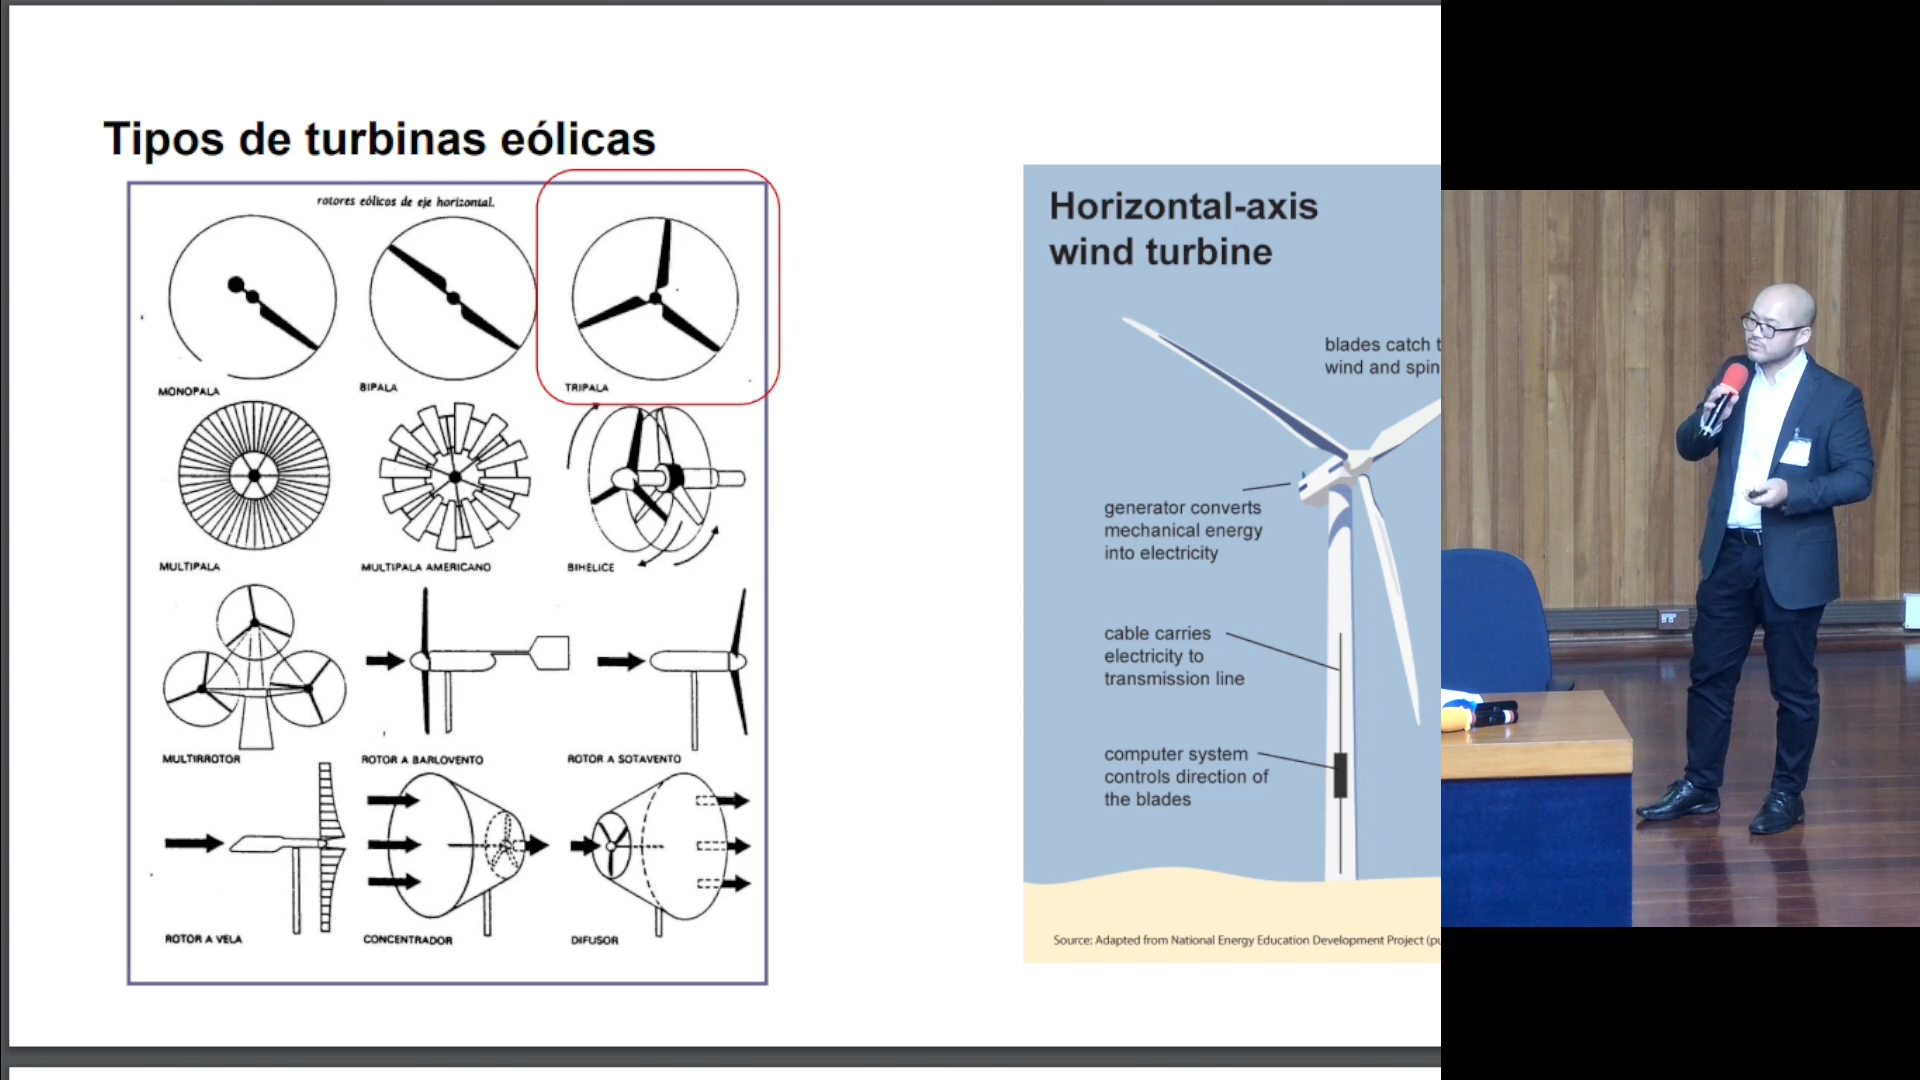 Tipos de turbinas eólicas
rotores eólicos de eje horizontal.
MONOPALA
BIPALA
TRIPALA
MULTIPALA
MULTIPALA AMERICANO
BIHELICE
MULTIRROTOR
ROTOR A BARLOVENTO
ROTOR A SOTAVENTO
ROTOR A VELA
CONCENTRADOR
DIFUSOR
Horizontal-axis
wind turbine
blades catch t
wind and spin
generator converts
mechanical energy
into electricity
cable carries
electricity to
transmission line
computer system
controls direction of
the blades
Source: Adapted from National Energy Education Development Project (pu